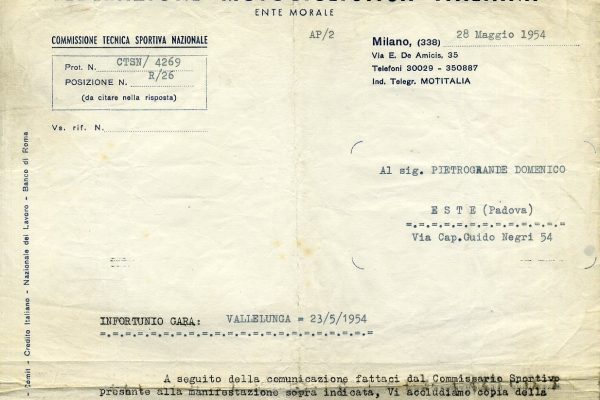 ENTE MORALE
COMMISSIONE TECNICA SPORTIVA NAZIONALE
AP/2
Milano, (338) 28 Maggio 1954
Via E. De Amicis, 35
Telefoni 30029 - 350887
Ind. Telegr. MOTITALIA
Prot. N. CTSN/ 4269
POSIZIONE N. R/26
(da citare nella risposta)
Vs. rif. N.
Al sig. PIETROGRANDE DOMENICO
ESTE (Padova)
Via Cap.Guido Negri 54
- Credito Italiano - Nazionale del Lavoro - Banco di Roma
INFORTUNIO GARA: VALLELUNGA = 23/5/1954
A seguito della comunicazione fattaci dal Commissario Sportivo
presente alla manifestazione sopra indicata, Vi accludiamo copia della